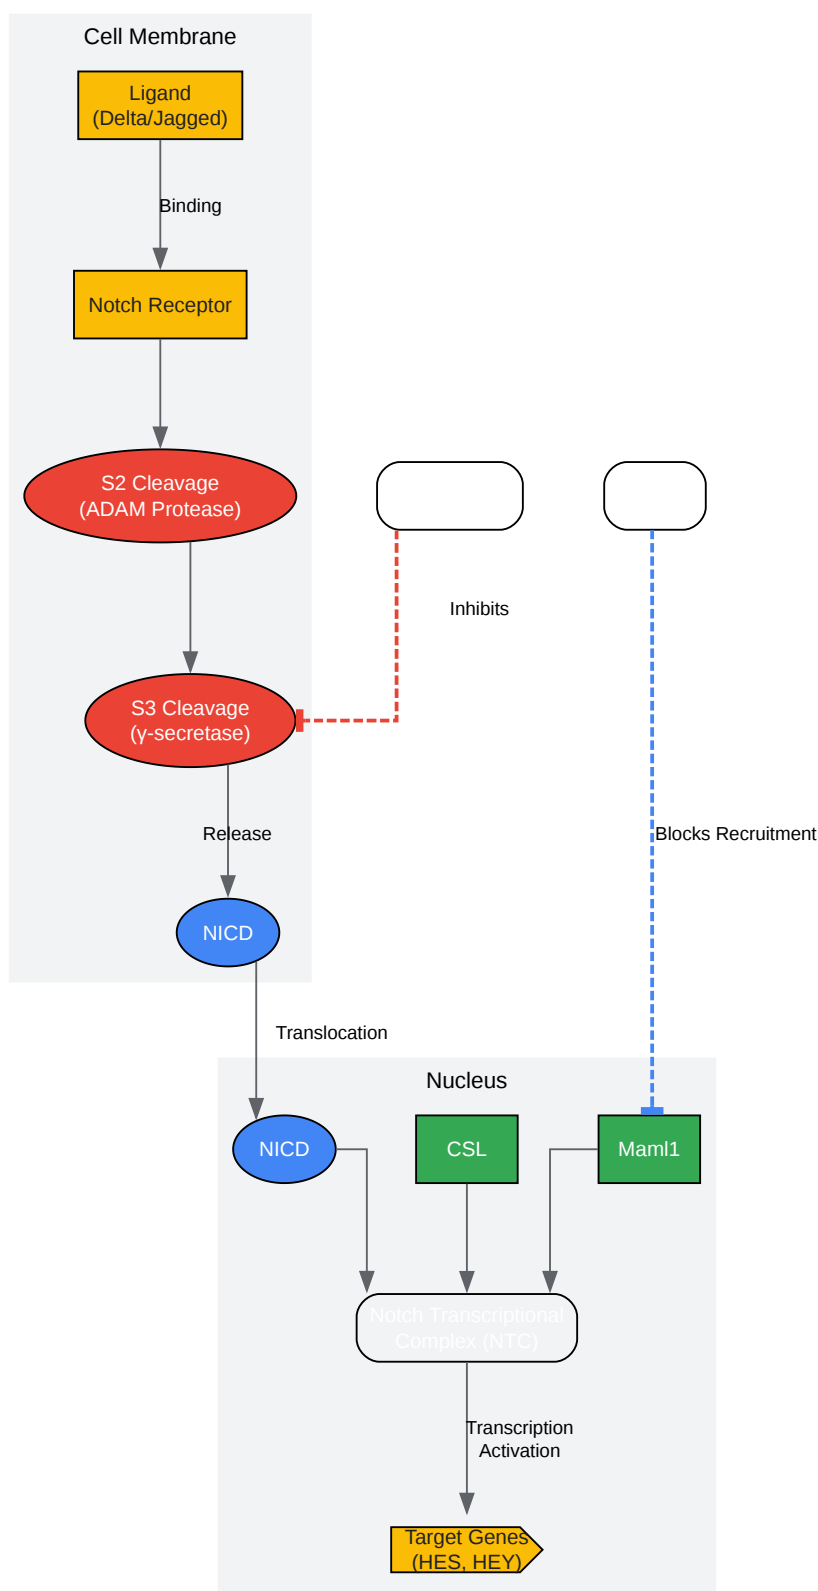 Cell Membrane
Ligand
(Delta/Jagged)
Binding
Notch Receptor
S2 Cleavage
(ADAM Protease)
Inhibits
S3 Cleavage
(γ-secretase)
Release
Blocks Recruitment
NICD
Translocation
Nucleus
NICD
CSL
Maml1
Notch Transcriptional
Complex (NTC)
Transcription
Activation
Target Genes
(HES, HEY)